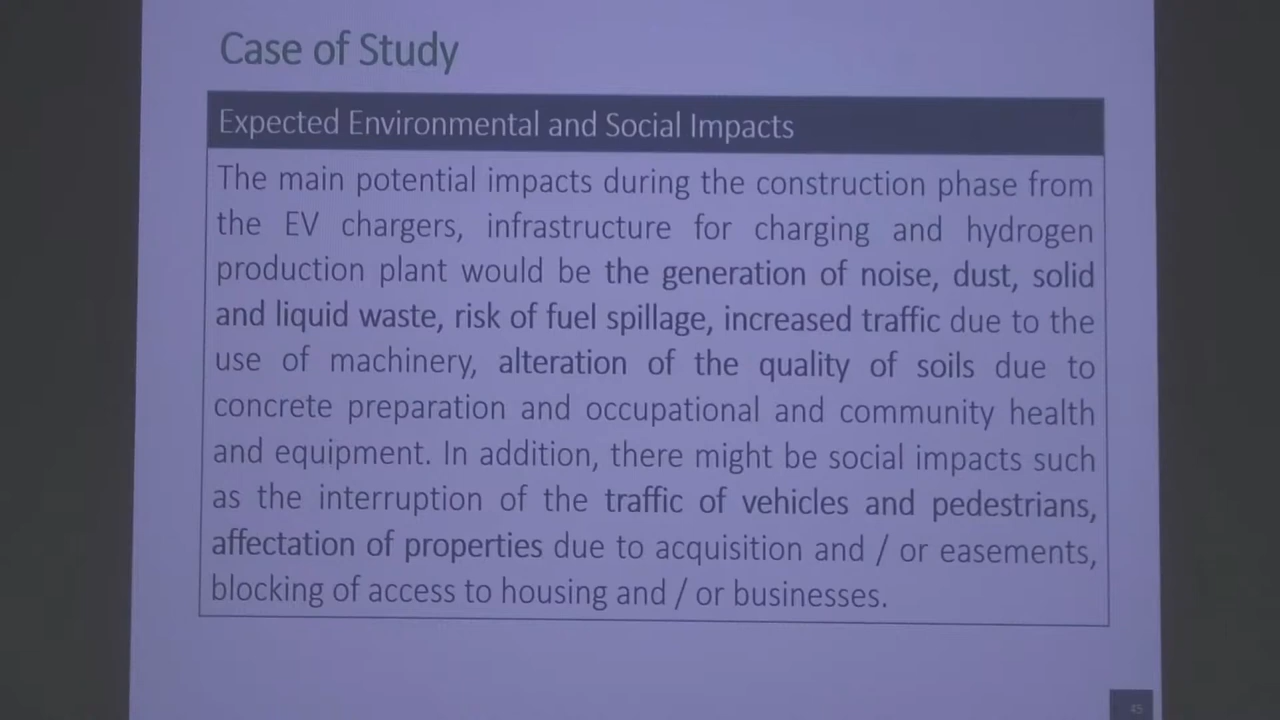 Case of Study
Expected Environmental and Social Impacts
The main potential impacts during the construction phase from
the EV chargers, infrastructure for charging and hydrogen
production plant would be the generation of noise, dust, solid
and liquid waste, risk of fuel spillage, increased traffic due to the
use of machinery, alteration of the quality of soils due to
concrete preparation and occupational and community health
and equipment. In addition, there might be social impacts such
as the interruption of the traffic of vehicles and pedestrians,
affectation of properties due to acquisition and / or easements,
blocking of access to housing and / or businesses.
45